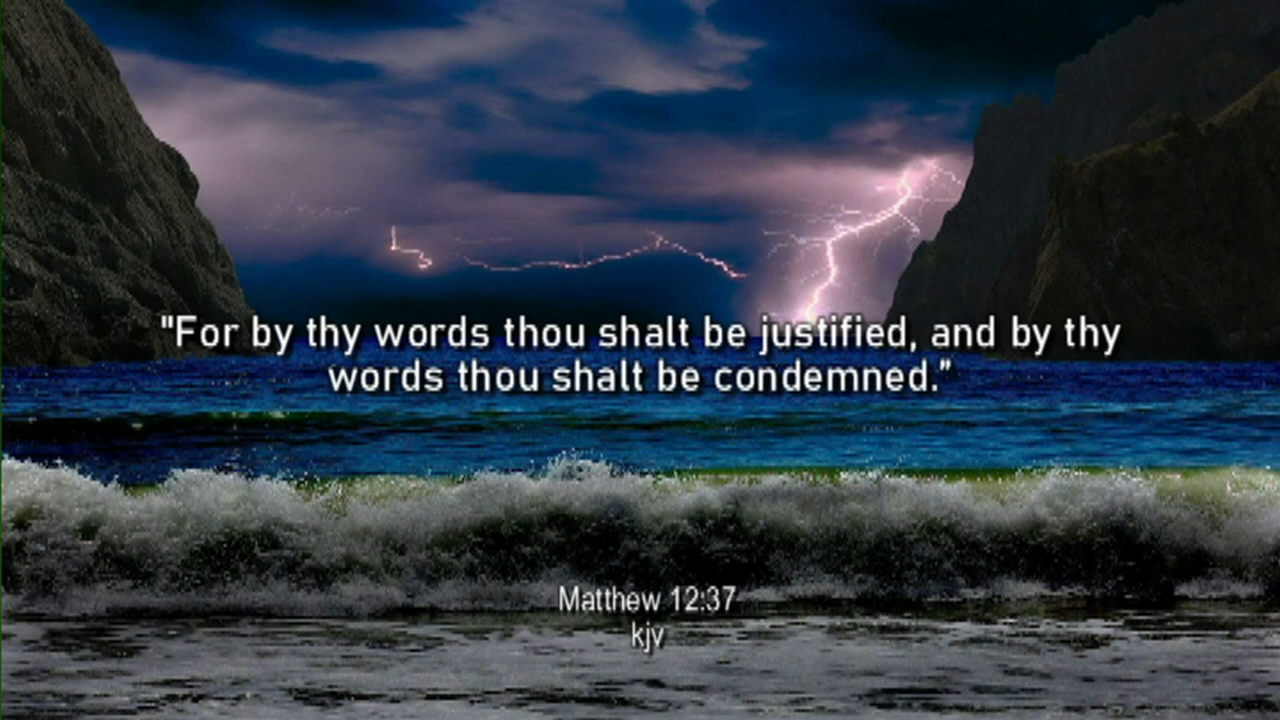 "For by thy words thou shalt be justified, and by thy
words thou shalt be condemned.”
Matthew 12:37
kjv